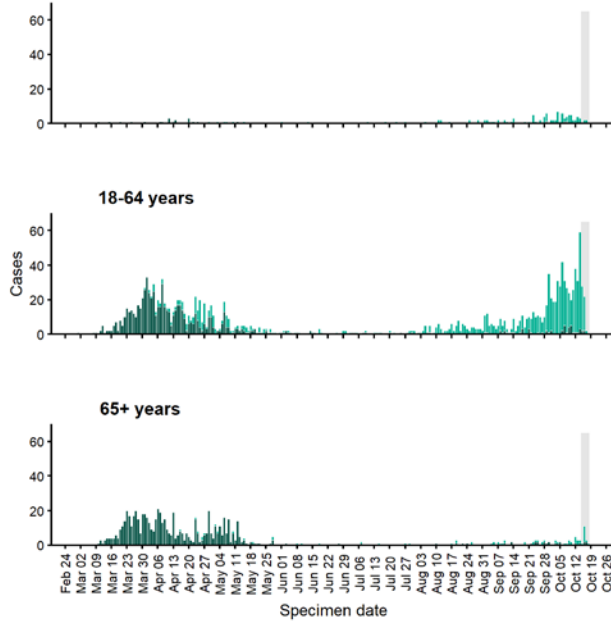 60
40
20
0
18-64 years
60
40
20
0
Cases
65+ years
60
40
20
0
Feb 24
Mar 02
Mar 09
Mar 16
Mar 23
Mar 30
Apr 06
Apr 13
Apr 20
Apr 27
May 04
May 11
May 18
May 25
Jun 01
Jun 08
Jun 15
Jun 22
Jun 29
Jul 06
Jul 13
Jul 20
Jul 27
Aug 03
Aug 10
Aug 17
Aug 24
Aug 31
Sep 07
Sep 14
Sep 21
Sep 28
Oct 05
Oct 12
Oct 19
Oct 26
Specimen date